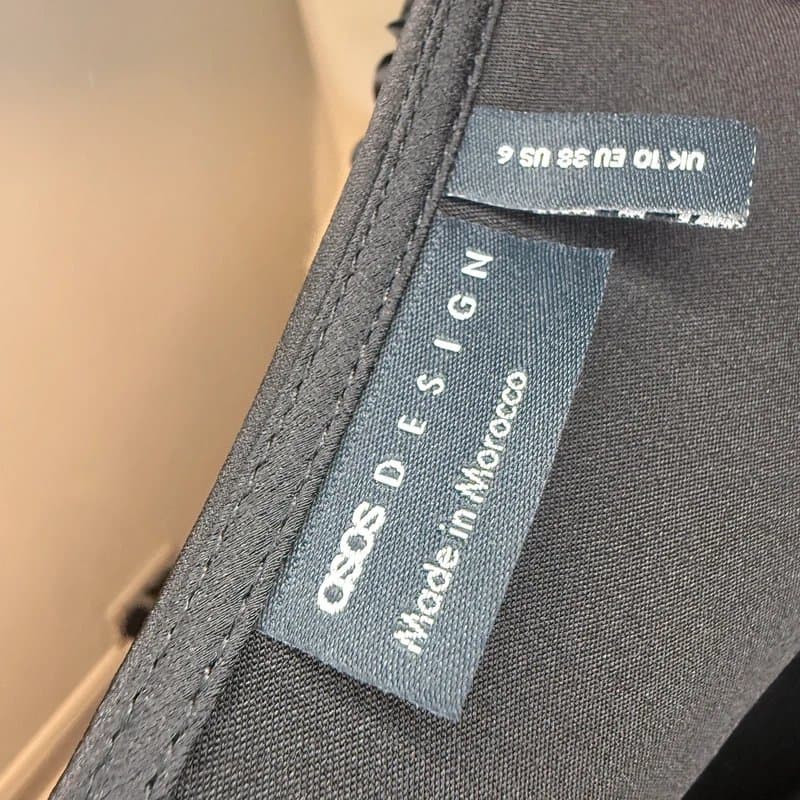 UK 10 EU 38 US 6
asos DESIGN
Made in Morocco